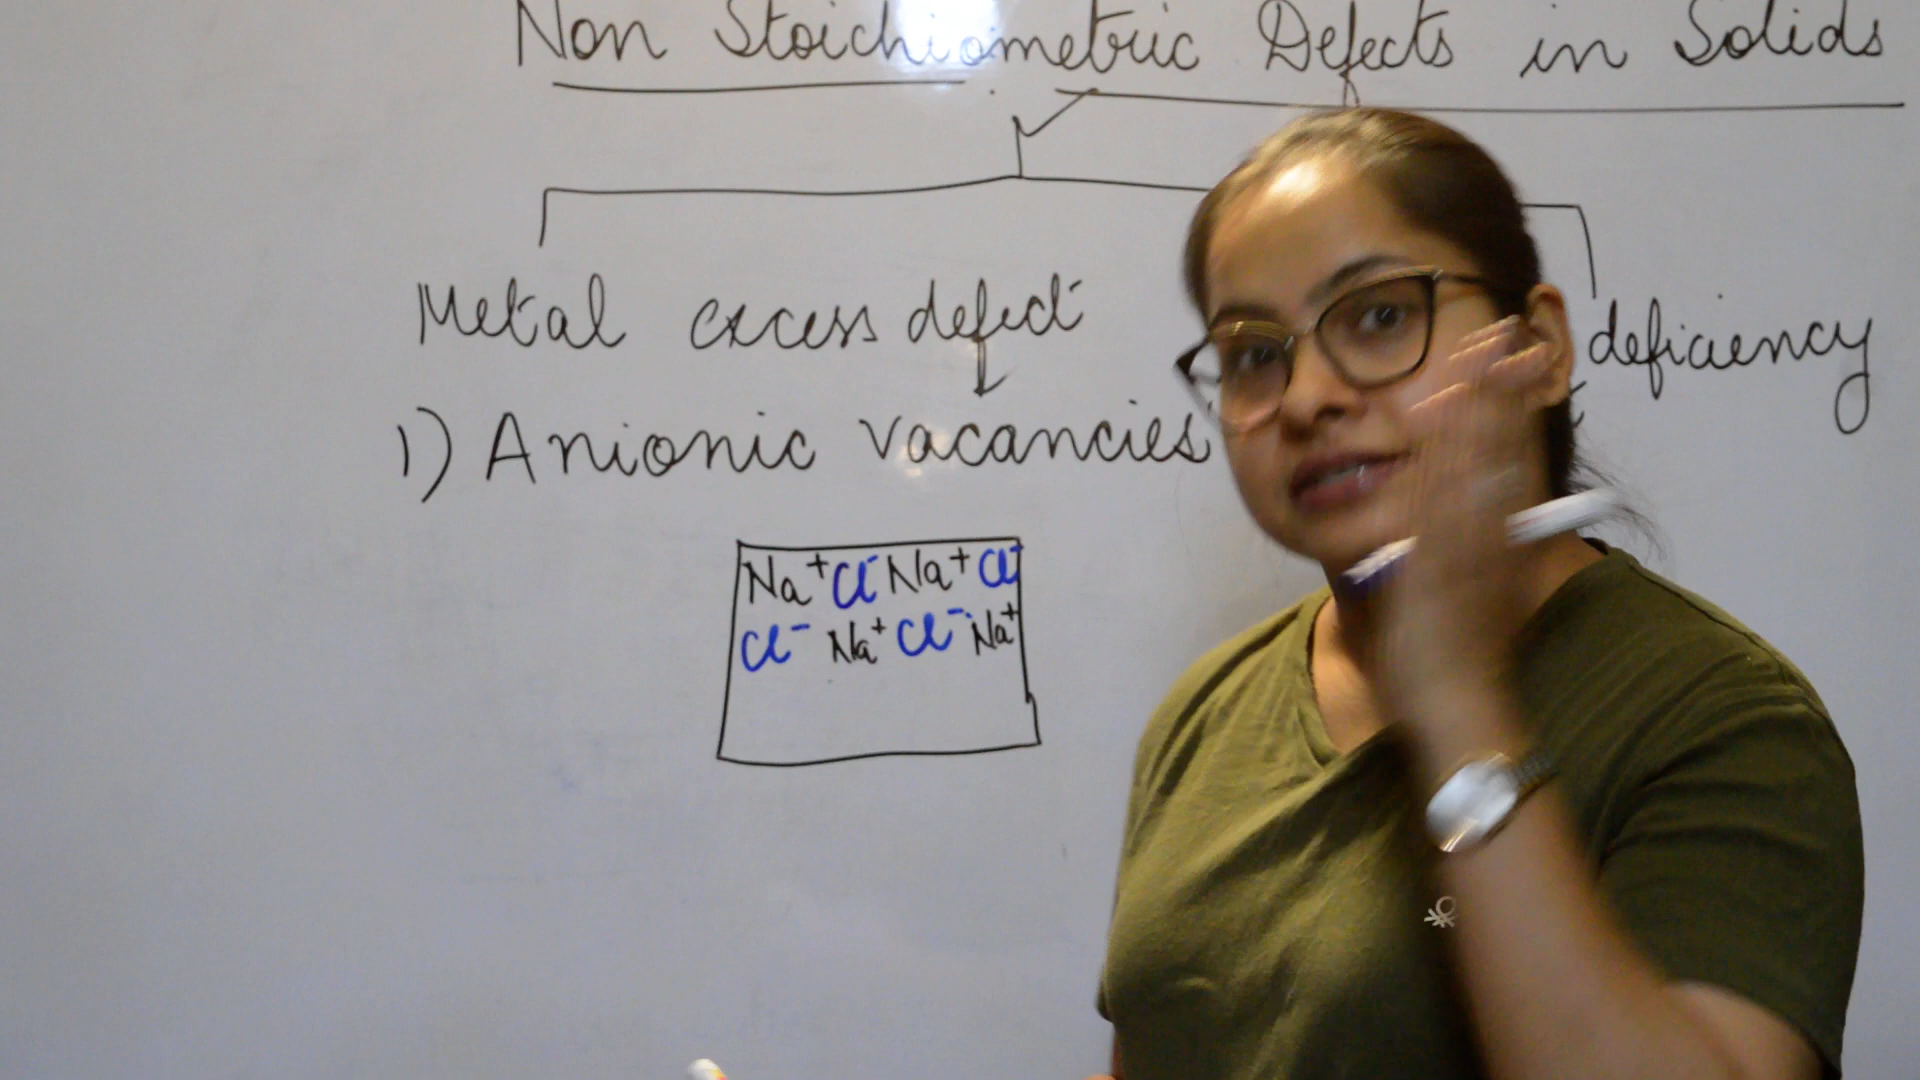 Non Stoichiometric Defects in Solids
Metal excess defect
deficiency
1) Anionic vacancies
Na⁺ Cl⁻ Na⁺ Cl⁻
Cl⁻ Na⁺ Cl⁻ Na⁺